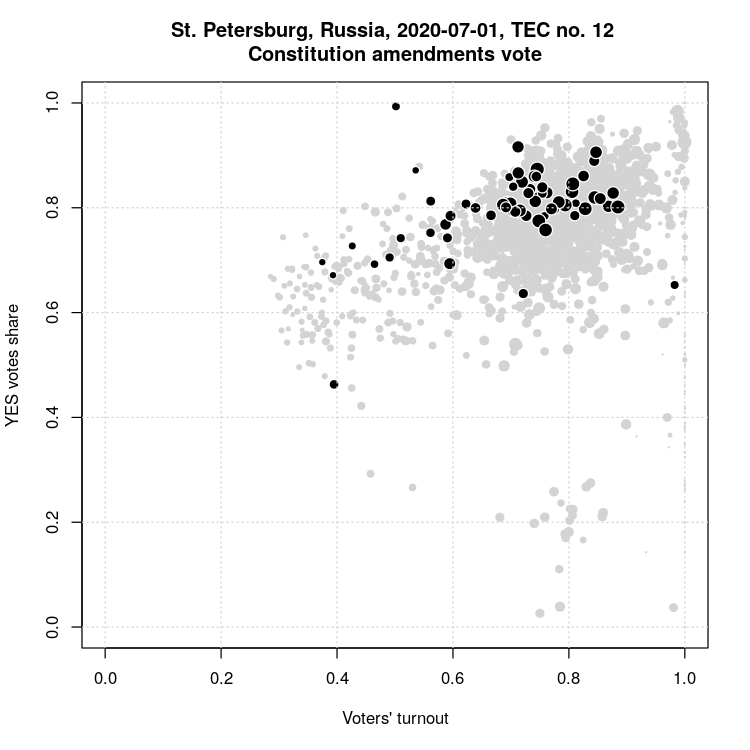 St. Petersburg, Russia, 2020-07-01, TEC no. 12
Constitution amendments vote
YES votes share
1.0
0.8
0.6
0.4
0.2
0.0
0.0 0.2 0.4 0.6 0.8 1.0
Voters' turnout